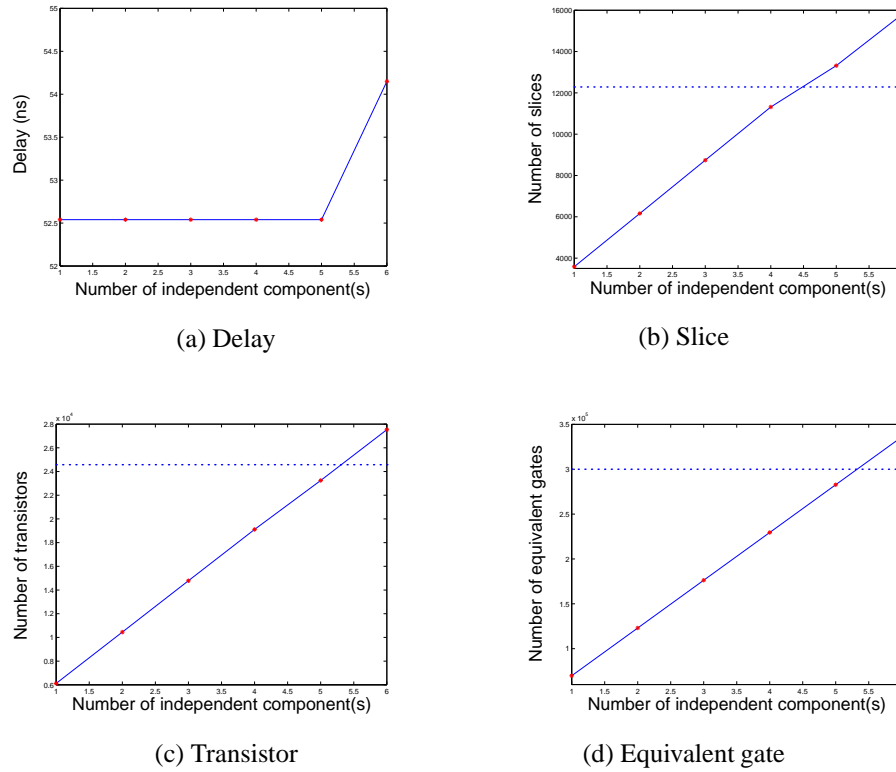 55
54.5
54
53.5
53
52.5
52
Delay (ns)
1 1.5 2 2.5 3 3.5 4 4.5 5 5.5 6
Number of independent component(s)
(a) Delay
16000
14000
12000
10000
8000
6000
4000
Number of slices
1 1.5 2 2.5 3 3.5 4 4.5 5 5.5
Number of independent component(s)
(b) Slice
x 10^4
2.8
2.6
2.4
2.2
2
1.8
1.6
1.4
1.2
1
0.8
0.6
Number of transistors
1 1.5 2 2.5 3 3.5 4 4.5 5 5.5 6
Number of independent component(s)
(c) Transistor
x 10^5
3.5
3
2.5
2
1.5
1
Number of equivalent gates
1 1.5 2 2.5 3 3.5 4 4.5 5 5.5
Number of independent component(s)
(d) Equivalent gate